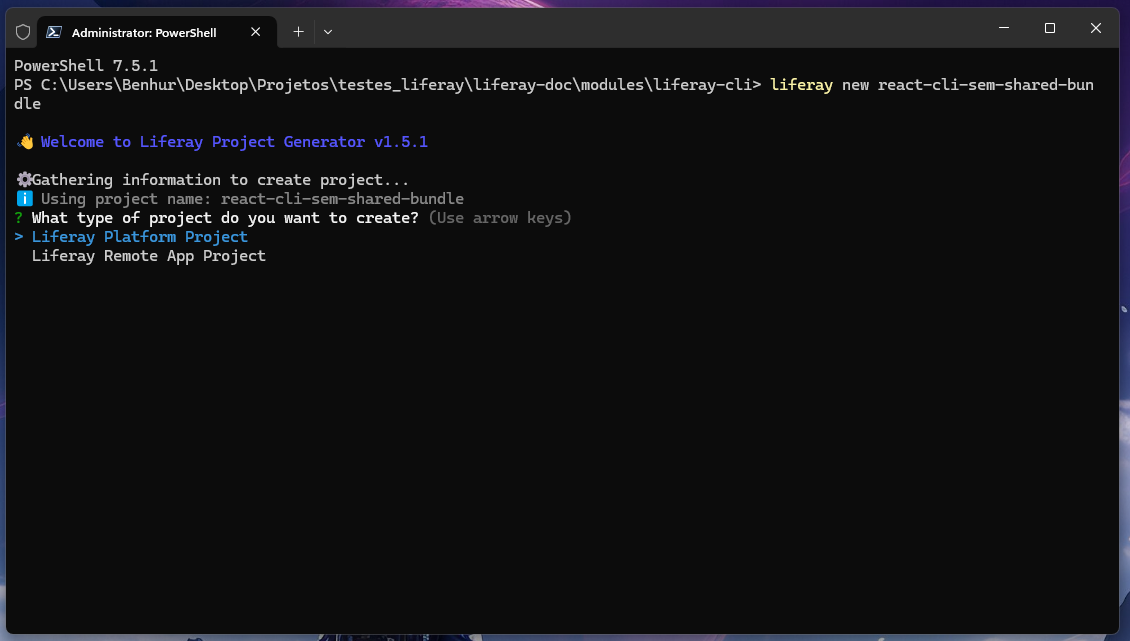 Administrator: PowerShell
PowerShell 7.5.1
PS C:\Users\Benhur\Desktop\Projetos\testes_liferay\liferay-doc\modules\liferay-cli> liferay new react-cli-sem-shared-bun
dle
👋 Welcome to Liferay Project Generator v1.5.1
⚙Gathering information to create project...
ℹ Using project name: react-cli-sem-shared-bundle
? What type of project do you want to create? (Use arrow keys)
> Liferay Platform Project
Liferay Remote App Project